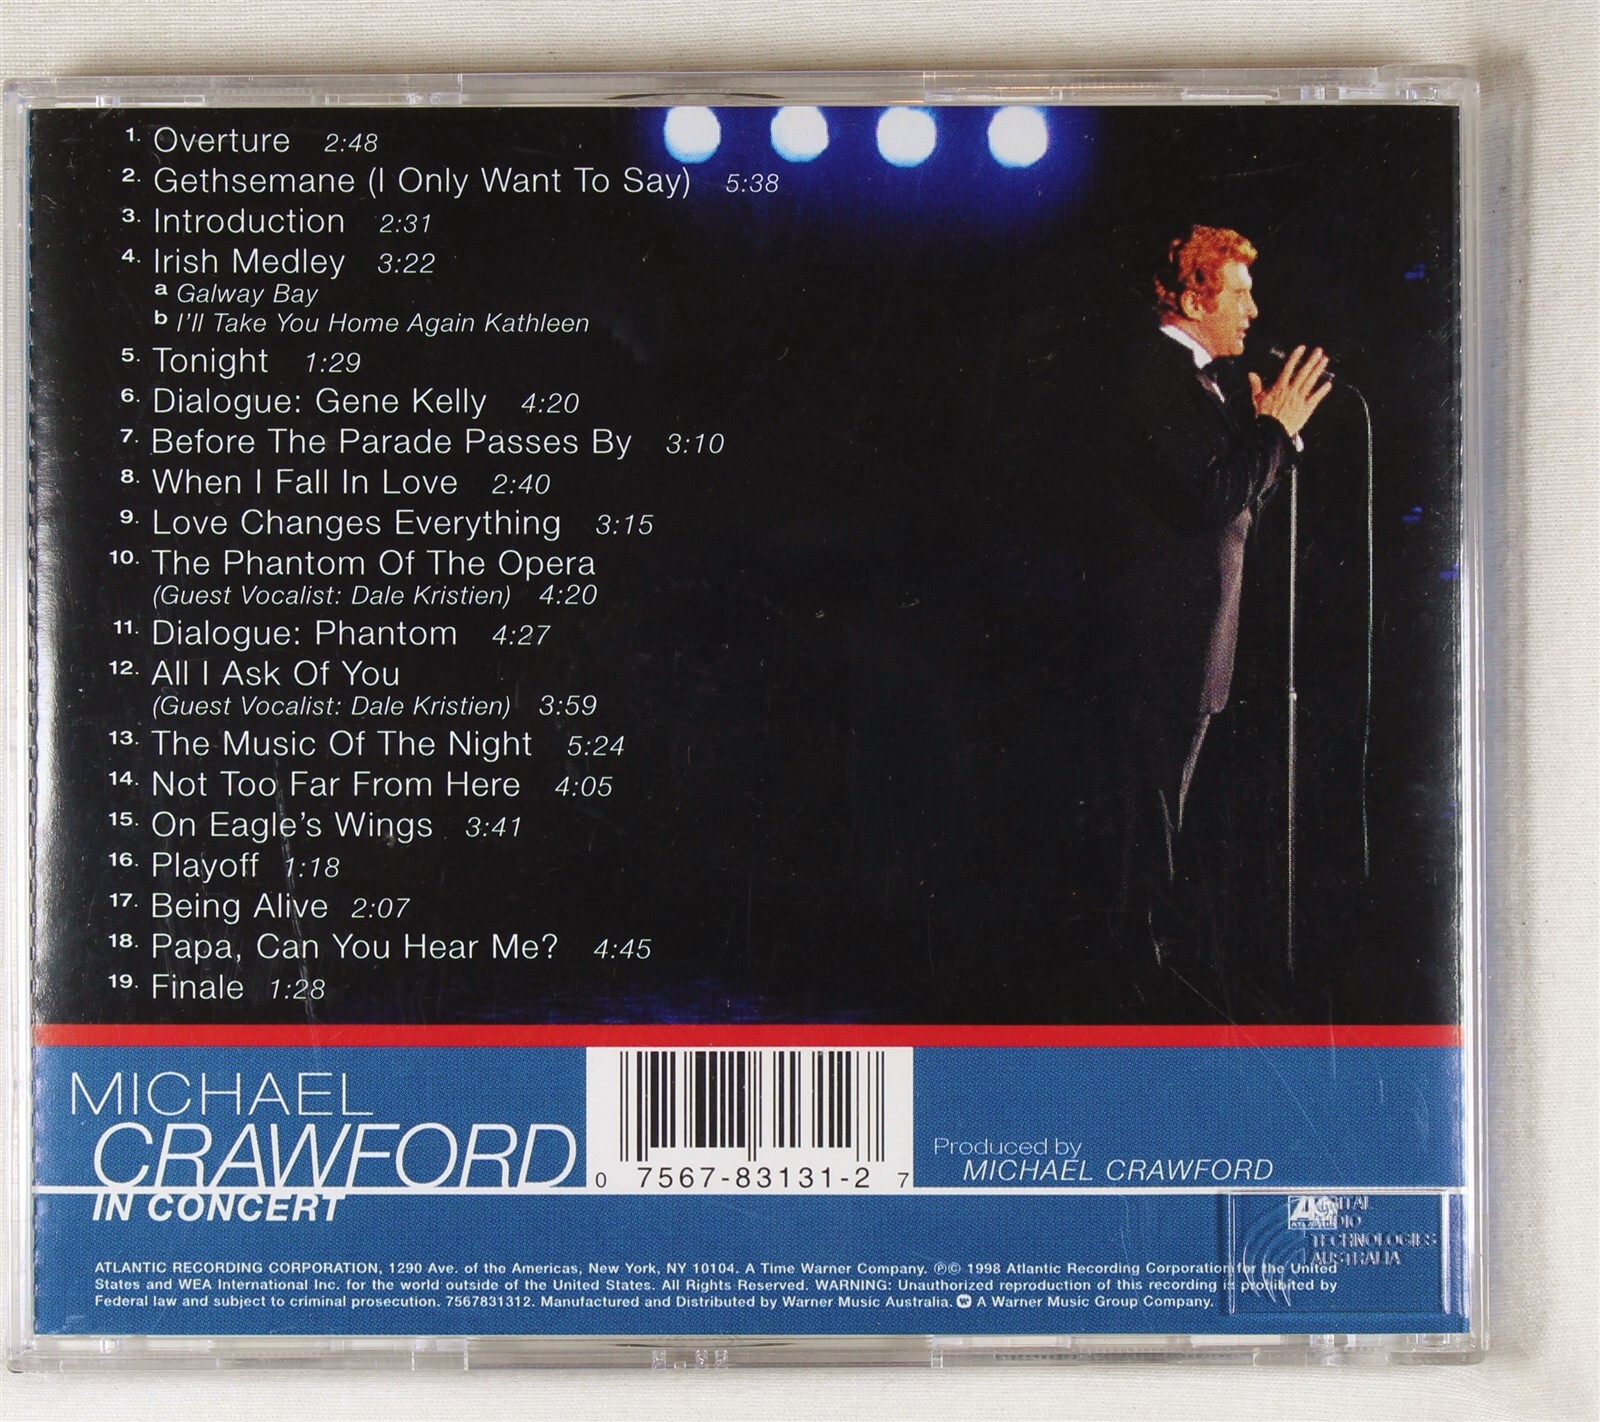 1. Overture 2:48
2. Gethsemane (I Only Want To Say) 5:38
3. Introduction 2:31
4. Irish Medley 3:22
a Galway Bay
b I'll Take You Home Again Kathleen
5. Tonight 1:29
6. Dialogue: Gene Kelly 4:20
7. Before The Parade Passes By 3:10
8. When I Fall In Love 2:40
9. Love Changes Everything 3:15
10. The Phantom Of The Opera
(Guest Vocalist: Dale Kristien) 4:20
11. Dialogue: Phantom 4:27
12. All I Ask Of You
(Guest Vocalist: Dale Kristien) 3:59
13. The Music Of The Night 5:24
14. Not Too Far From Here 4:05
15. On Eagle's Wings 3:41
16. Playoff 1:18
17. Being Alive 2:07
18. Papa, Can You Hear Me? 4:45
19. Finale 1:28
MICHAEL
CRAWFORD
IN CONCERT
0 7567-83131-2 7
Produced by
MICHAEL CRAWFORD
DIGITAL
AUDIO
TECHNOLOGIES
AUSTRALIA
ATLANTIC RECORDING CORPORATION, 1290 Ave. of the Americas, New York, NY 10104. A Time Warner Company. ℗© 1998 Atlantic Recording Corporation for the United
States and WEA International Inc. for the world outside of the United States. All Rights Reserved. WARNING: Unauthorized reproduction of this recording is prohibited by
Federal law and subject to criminal prosecution. 7567831312. Manufactured and Distributed by Warner Music Australia. A Warner Music Group Company.